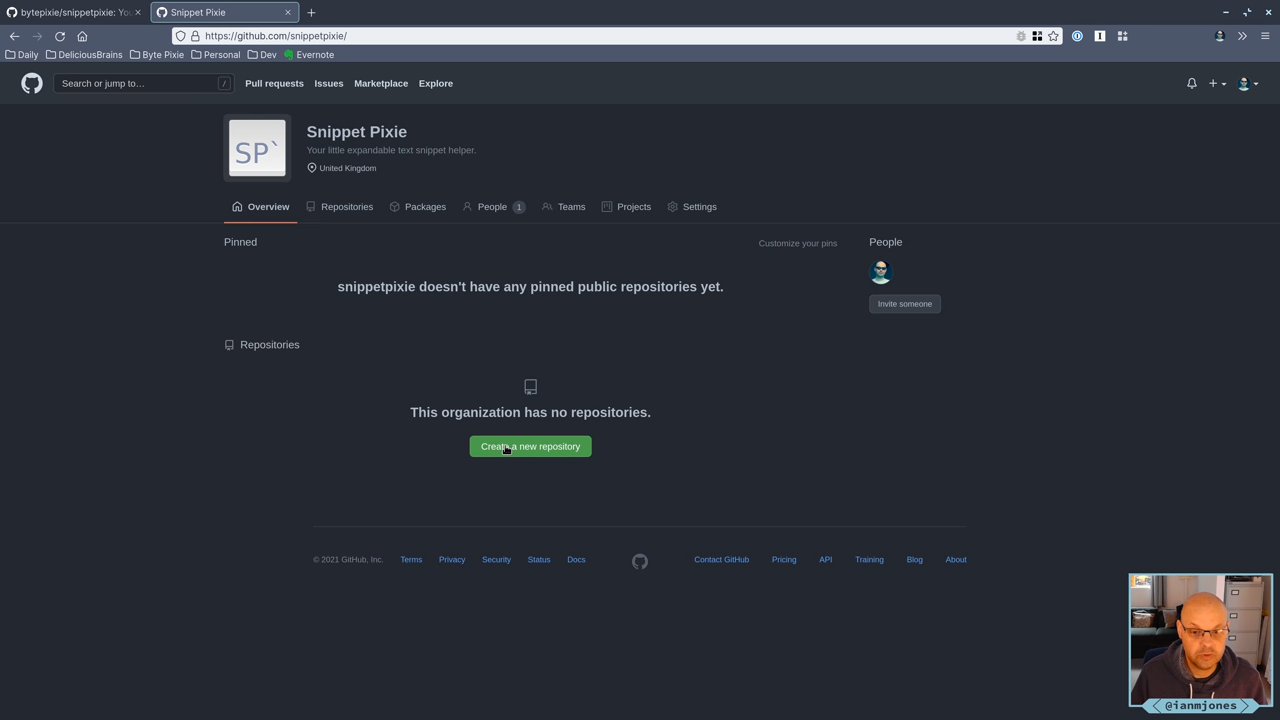 bytepixie/snippetpixie: Yo
Snippet Pixie
https://github.com/snippetpixie/
Daily
DeliciousBrains
Byte Pixie
Personal
Dev
Evernote
Search or jump to…
/
Pull requests
Issues
Marketplace
Explore
SP`
Snippet Pixie
Your little expandable text snippet helper.
United Kingdom
Overview
Repositories
Packages
People 1
Teams
Projects
Settings
Pinned
Customize your pins
snippetpixie doesn't have any pinned public repositories yet.
People
Invite someone
Repositories
This organization has no repositories.
Create a new repository
© 2021 GitHub, Inc.
Terms
Privacy
Security
Status
Docs
Contact GitHub
Pricing
API
Training
Blog
About
@ianmjones